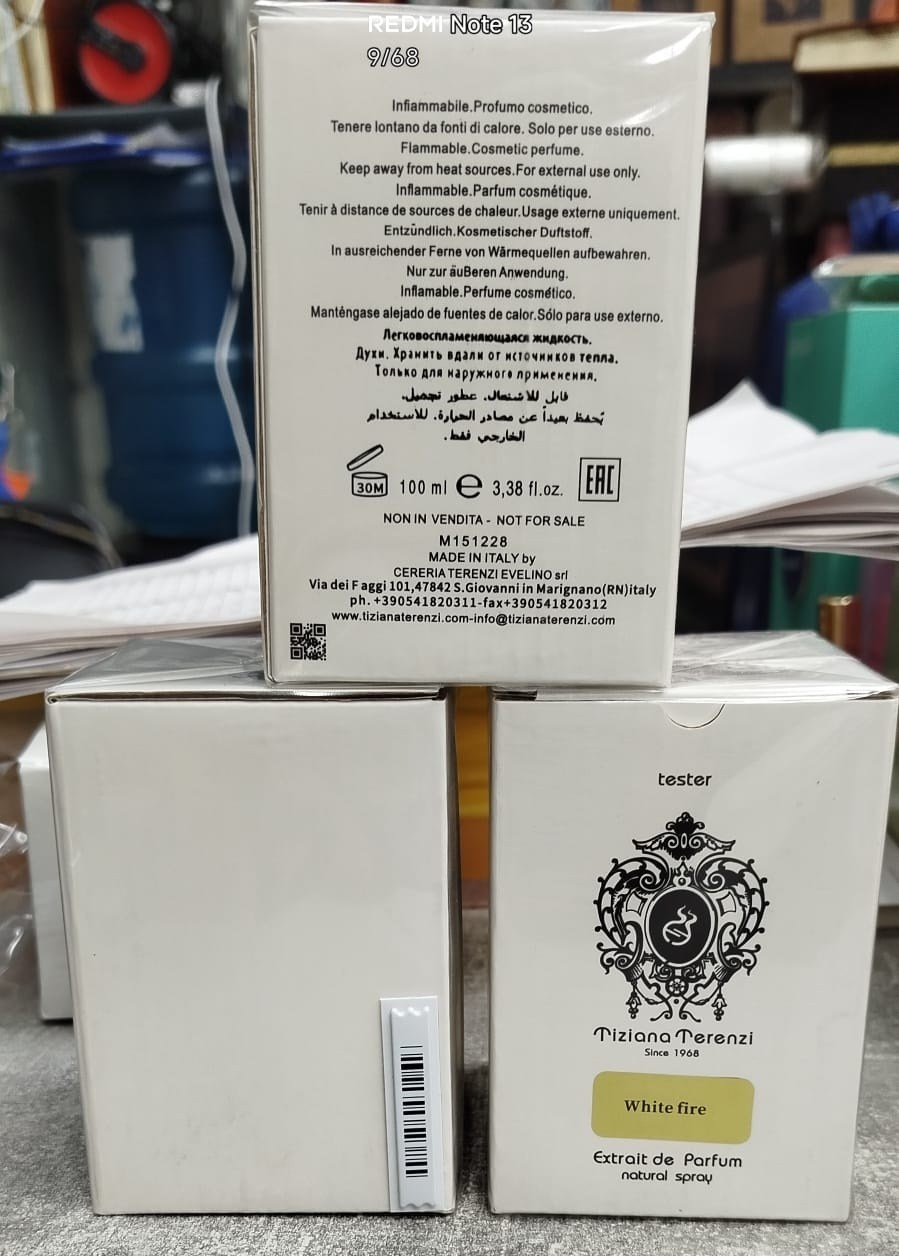 REDMI Note 13
9/68
Infiammabile.Profumo cosmetico.
Tenere lontano da fonti di calore. Solo per use esterno.
Flammable.Cosmetic perfume.
Keep away from heat sources.For external use only.
Inflammable.Parfum cosmétique.
Tenir à distance de sources de chaleur.Usage externe uniquement.
Entzündlich.Kosmetischer Duftstoff.
In ausreichender Ferne von Wärmequellen aufbewahren.
Nur zur äuBeren Anwendung.
Inflamable.Perfume cosmético.
Manténgase alejado de fuentes de calor.Sólo para use externo.
Легковоспламеняющаяся жидкость.
Духи. Хранить вдали от источников тепла.
Только для наружного применения.
قابل للاشتعال. عطور تجميل.
يُحفظ بعيداً عن مصادر الحرارة. للاستخدام
الخارجي فقط.
30M 100 ml e 3,38 fl.oz. EAC
NON IN VENDITA - NOT FOR SALE
M151228
MADE IN ITALY by
CERERIA TERENZI EVELINO srl
Via dei F aggi 101,47842 S.Giovanni in Marignano(RN)italy
ph. +390541820311-fax+390541820312
www.tizianaterenzi.com-info@tizianaterenzi.com
tester
Tiziana Terenzi
Since 1968
White fire
Extrait de Parfum
natural spray